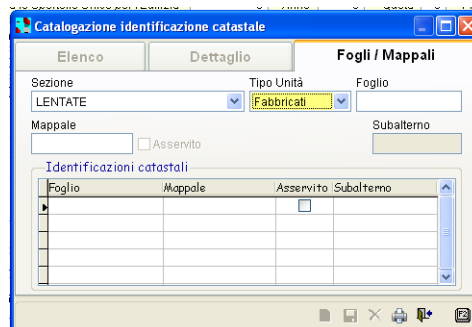 Catalogazione identificazione catastale
Elenco Dettaglio Fogli / Mappali
Sezione Tipo Unità Foglio
LENTATE Fabbricati
Mappale Subalterno
Asservito
Identificazioni catastali
Foglio Mappale Asservito Subalterno